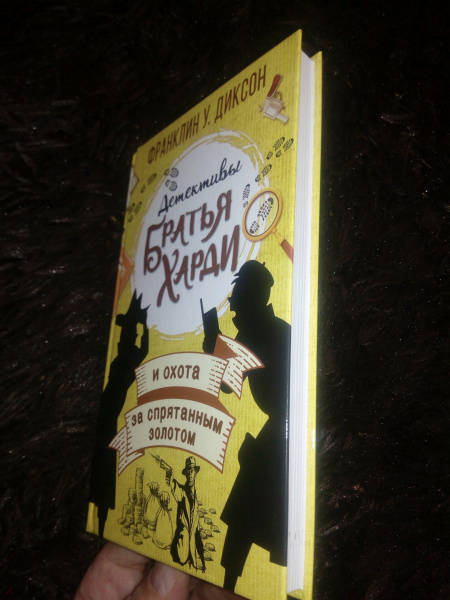 ФРАНКЛИН У. ДИКСОН
Детективы
БРАТЬЯ
ХАРДИ
И ОХОТА
ЗА СПРЯТАННЫМ
ЗОЛОТОМ